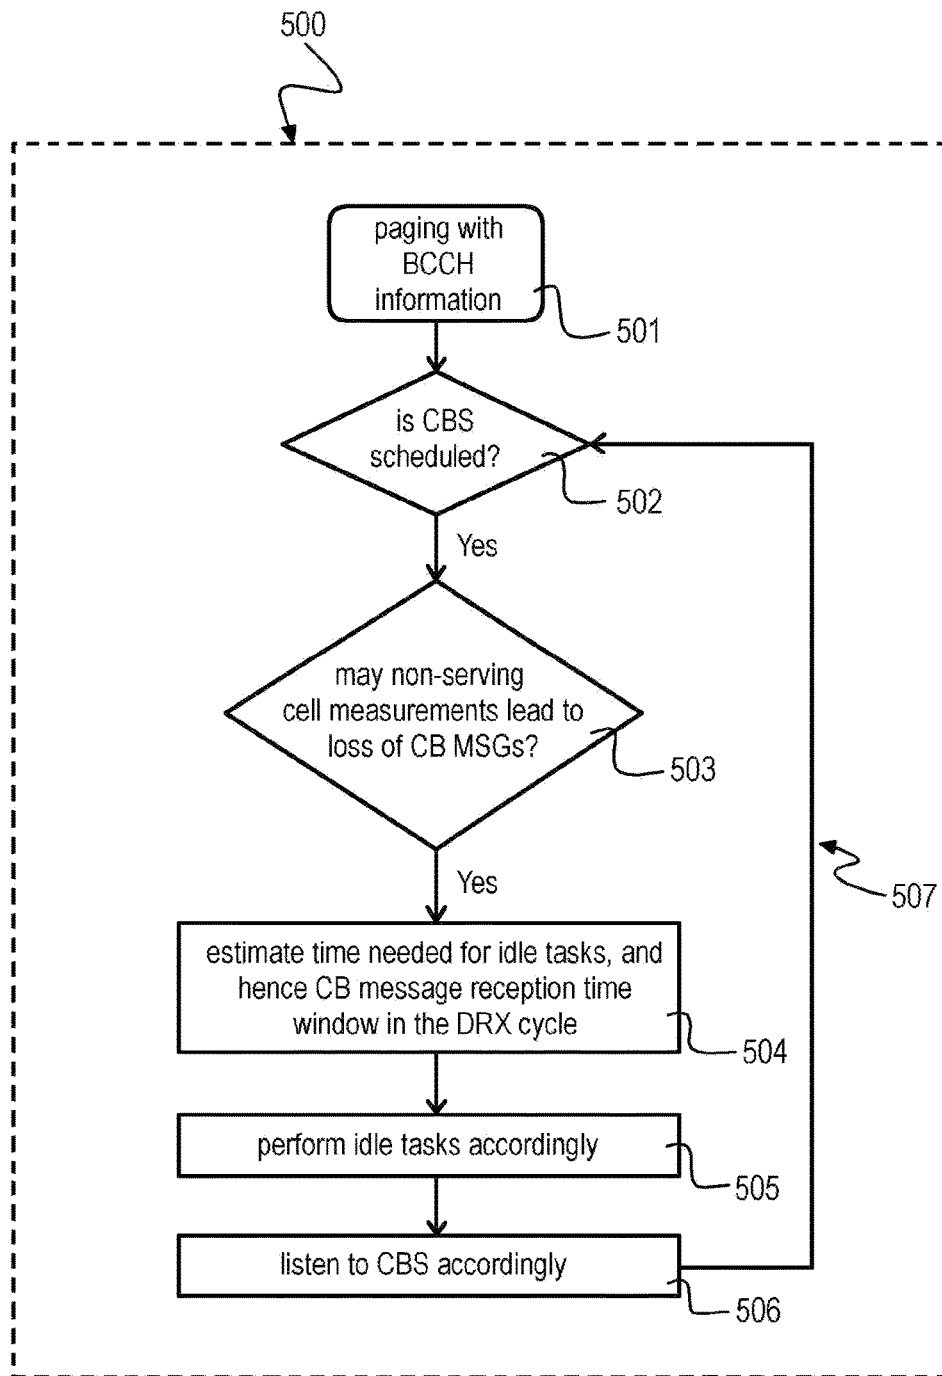 500
paging with
BCCH
information
501
is CBS
scheduled?
502
Yes
may non-serving
cell measurements lead to
loss of CB MSGs?
503
Yes
507
estimate time needed for idle tasks, and
hence CB message reception time
window in the DRX cycle
504
perform idle tasks accordingly
505
listen to CBS accordingly
506